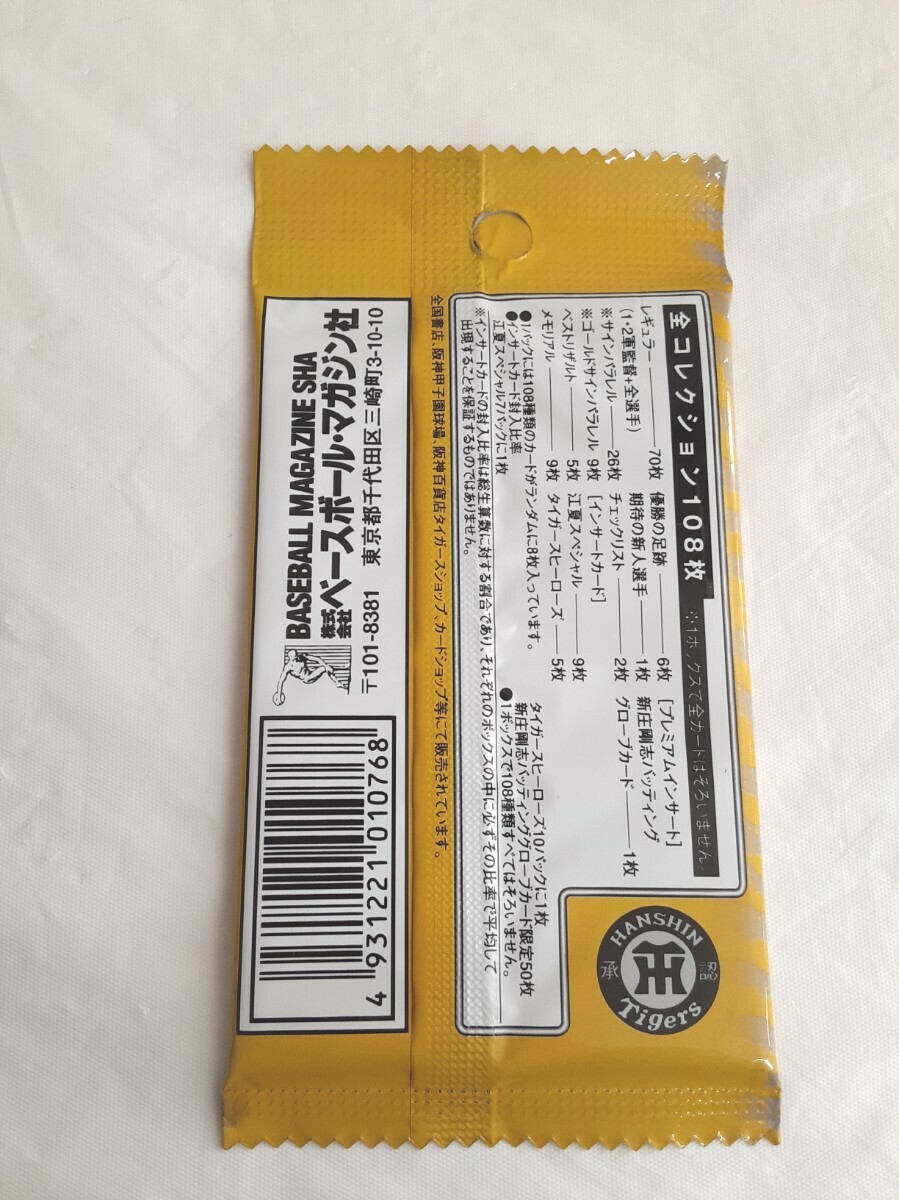 全コレクション108枚
※1ボックスで全カードはそろいません。
レギュラー 70枚
(1・2軍監督+全選手)
※サインパラレル 26枚
※ゴールドサインパラレル 9枚
ベストリザルト 5枚
メモリアル 9枚
優勝の足跡 6枚
期待の新人選手 1枚
チェックリスト 2枚
[インサートカード]
江夏スペシャル 9枚
タイガースヒーローズ 5枚
[プレミアムインサート]
新庄剛志バッティング
グローブカード 1枚
●1パックには108種類のカードがランダムに8枚入っています。
●インサートカード封入比率
江夏スペシャル7パックに1枚
タイガースヒーローズ10パックに1枚
新庄剛志バッティンググローブカード限定50枚
●1ボックスで108種類すべてはそろいません。
※インサートカードの封入比率は総生算数に対する割合であり、それぞれのボックスの中に必ずその比率で平均して
出現することを保証するものではありません。
全国書店、阪神甲子園球場、阪神百貨店タイガースショップ、カードショップ等にて販売されています。
BASEBALL MAGAZINE SHA
株式会社 ベースボール・マガジン社
〒101-8381 東京都千代田区三崎町3-10-10
4 931221 010768
HANSHIN
承 認
Tigers